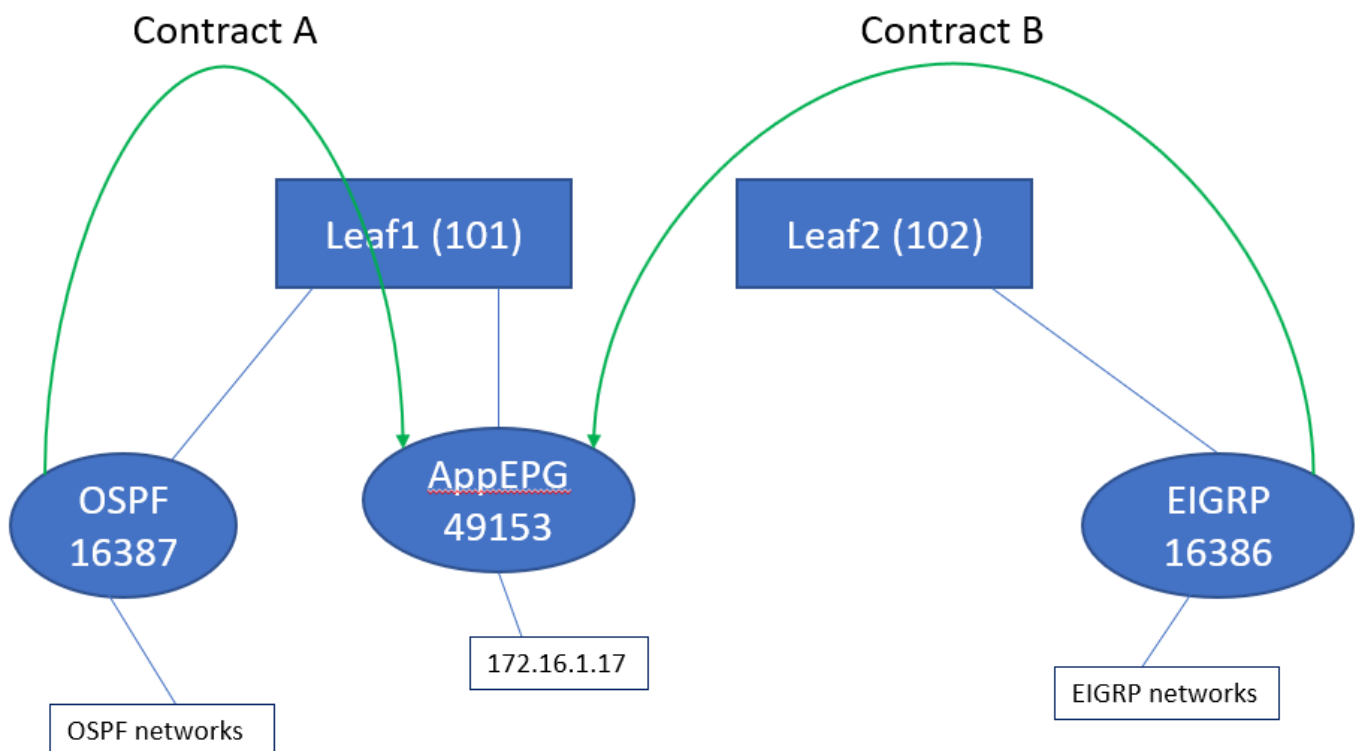 Contract A
Contract B
Leaf1 (101)
Leaf2 (102)
OSPF
16387
AppEPG
49153
EIGRP
16386
172.16.1.17
EIGRP networks
OSPF networks